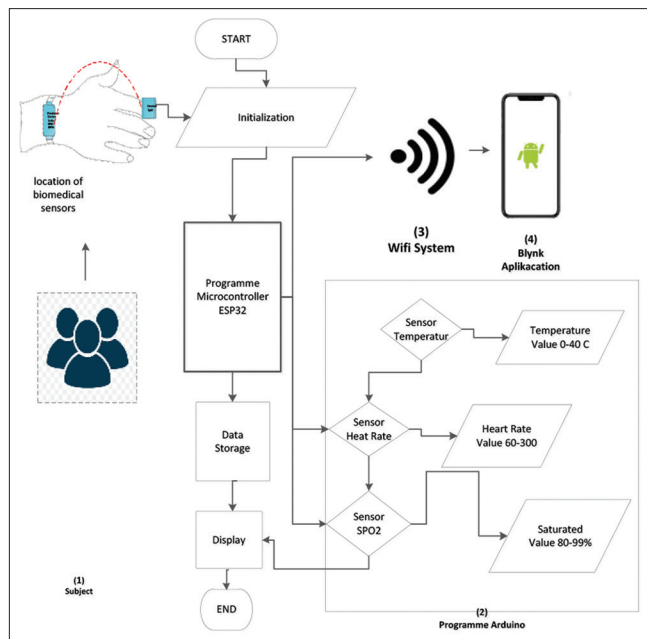 START
Initialization
location of
biomedical
sensors
(3)
Wifi System
(4)
Blynk
Aplikacation
Programme
Microcontroller
ESP32
Sensor
Temperatur
Temperature
Value 0-40 C
Data
Storage
Sensor
Heat Rate
Heart Rate
Value 60-300
Display
Sensor
SPO2
Saturated
Value 80-99%
(1)
Subject
END
(2)
Programme Arduino